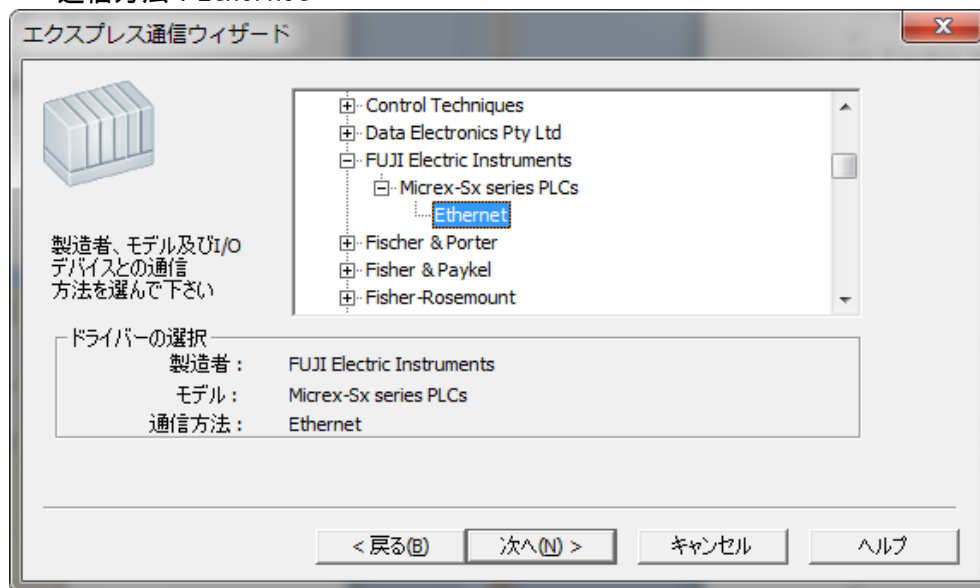 通信方法：Ethernet
エクスプレス通信ウィザード
Control Techniques
Data Electronics Pty Ltd
FUJI Electric Instruments
Micrex-Sx series PLCs
Ethernet
Fischer & Porter
Fisher & Paykel
Fisher-Rosemount
製造者、モデル及びI/O
デバイスとの通信
方法を選んで下さい
ドライバーの選択
製造者： FUJI Electric Instruments
モデル： Micrex-Sx series PLCs
通信方法： Ethernet
< 戻る(B) 次へ(N) > キャンセル ヘルプ